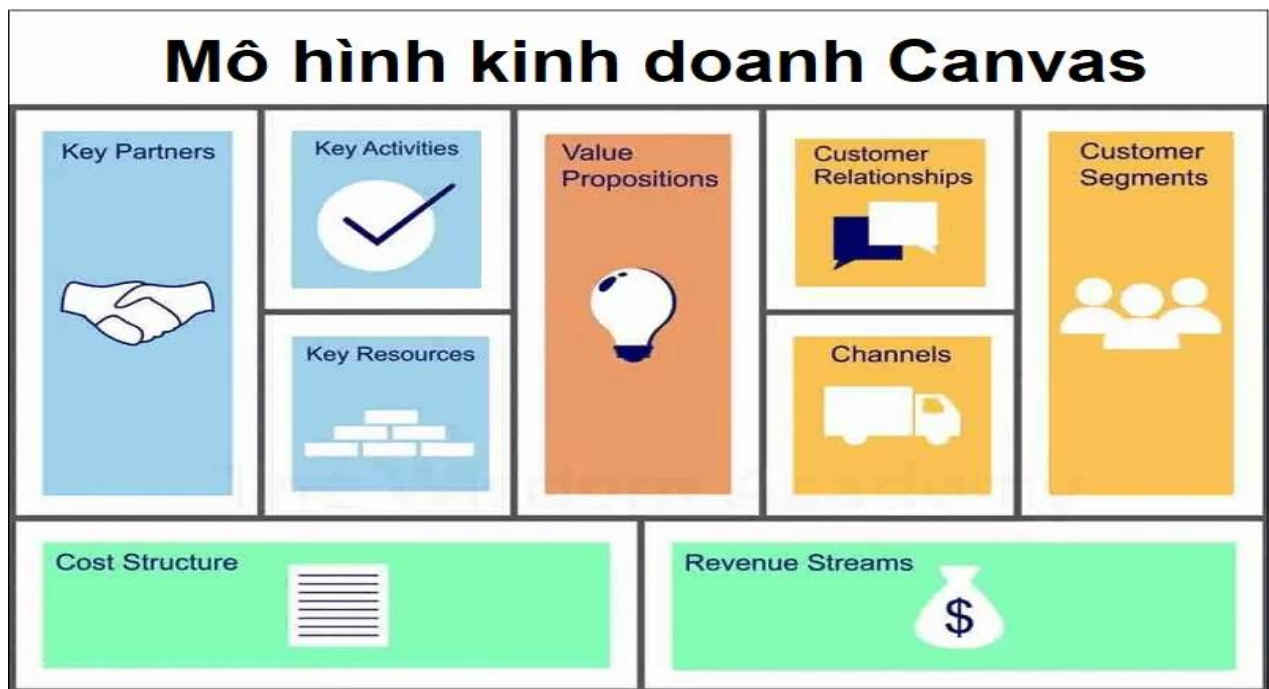 Mô hình kinh doanh Canvas
Key Partners
Key Activities
Key Resources
Value
Propositions
Customer
Relationships
Channels
Customer
Segments
Cost Structure
Revenue Streams
$